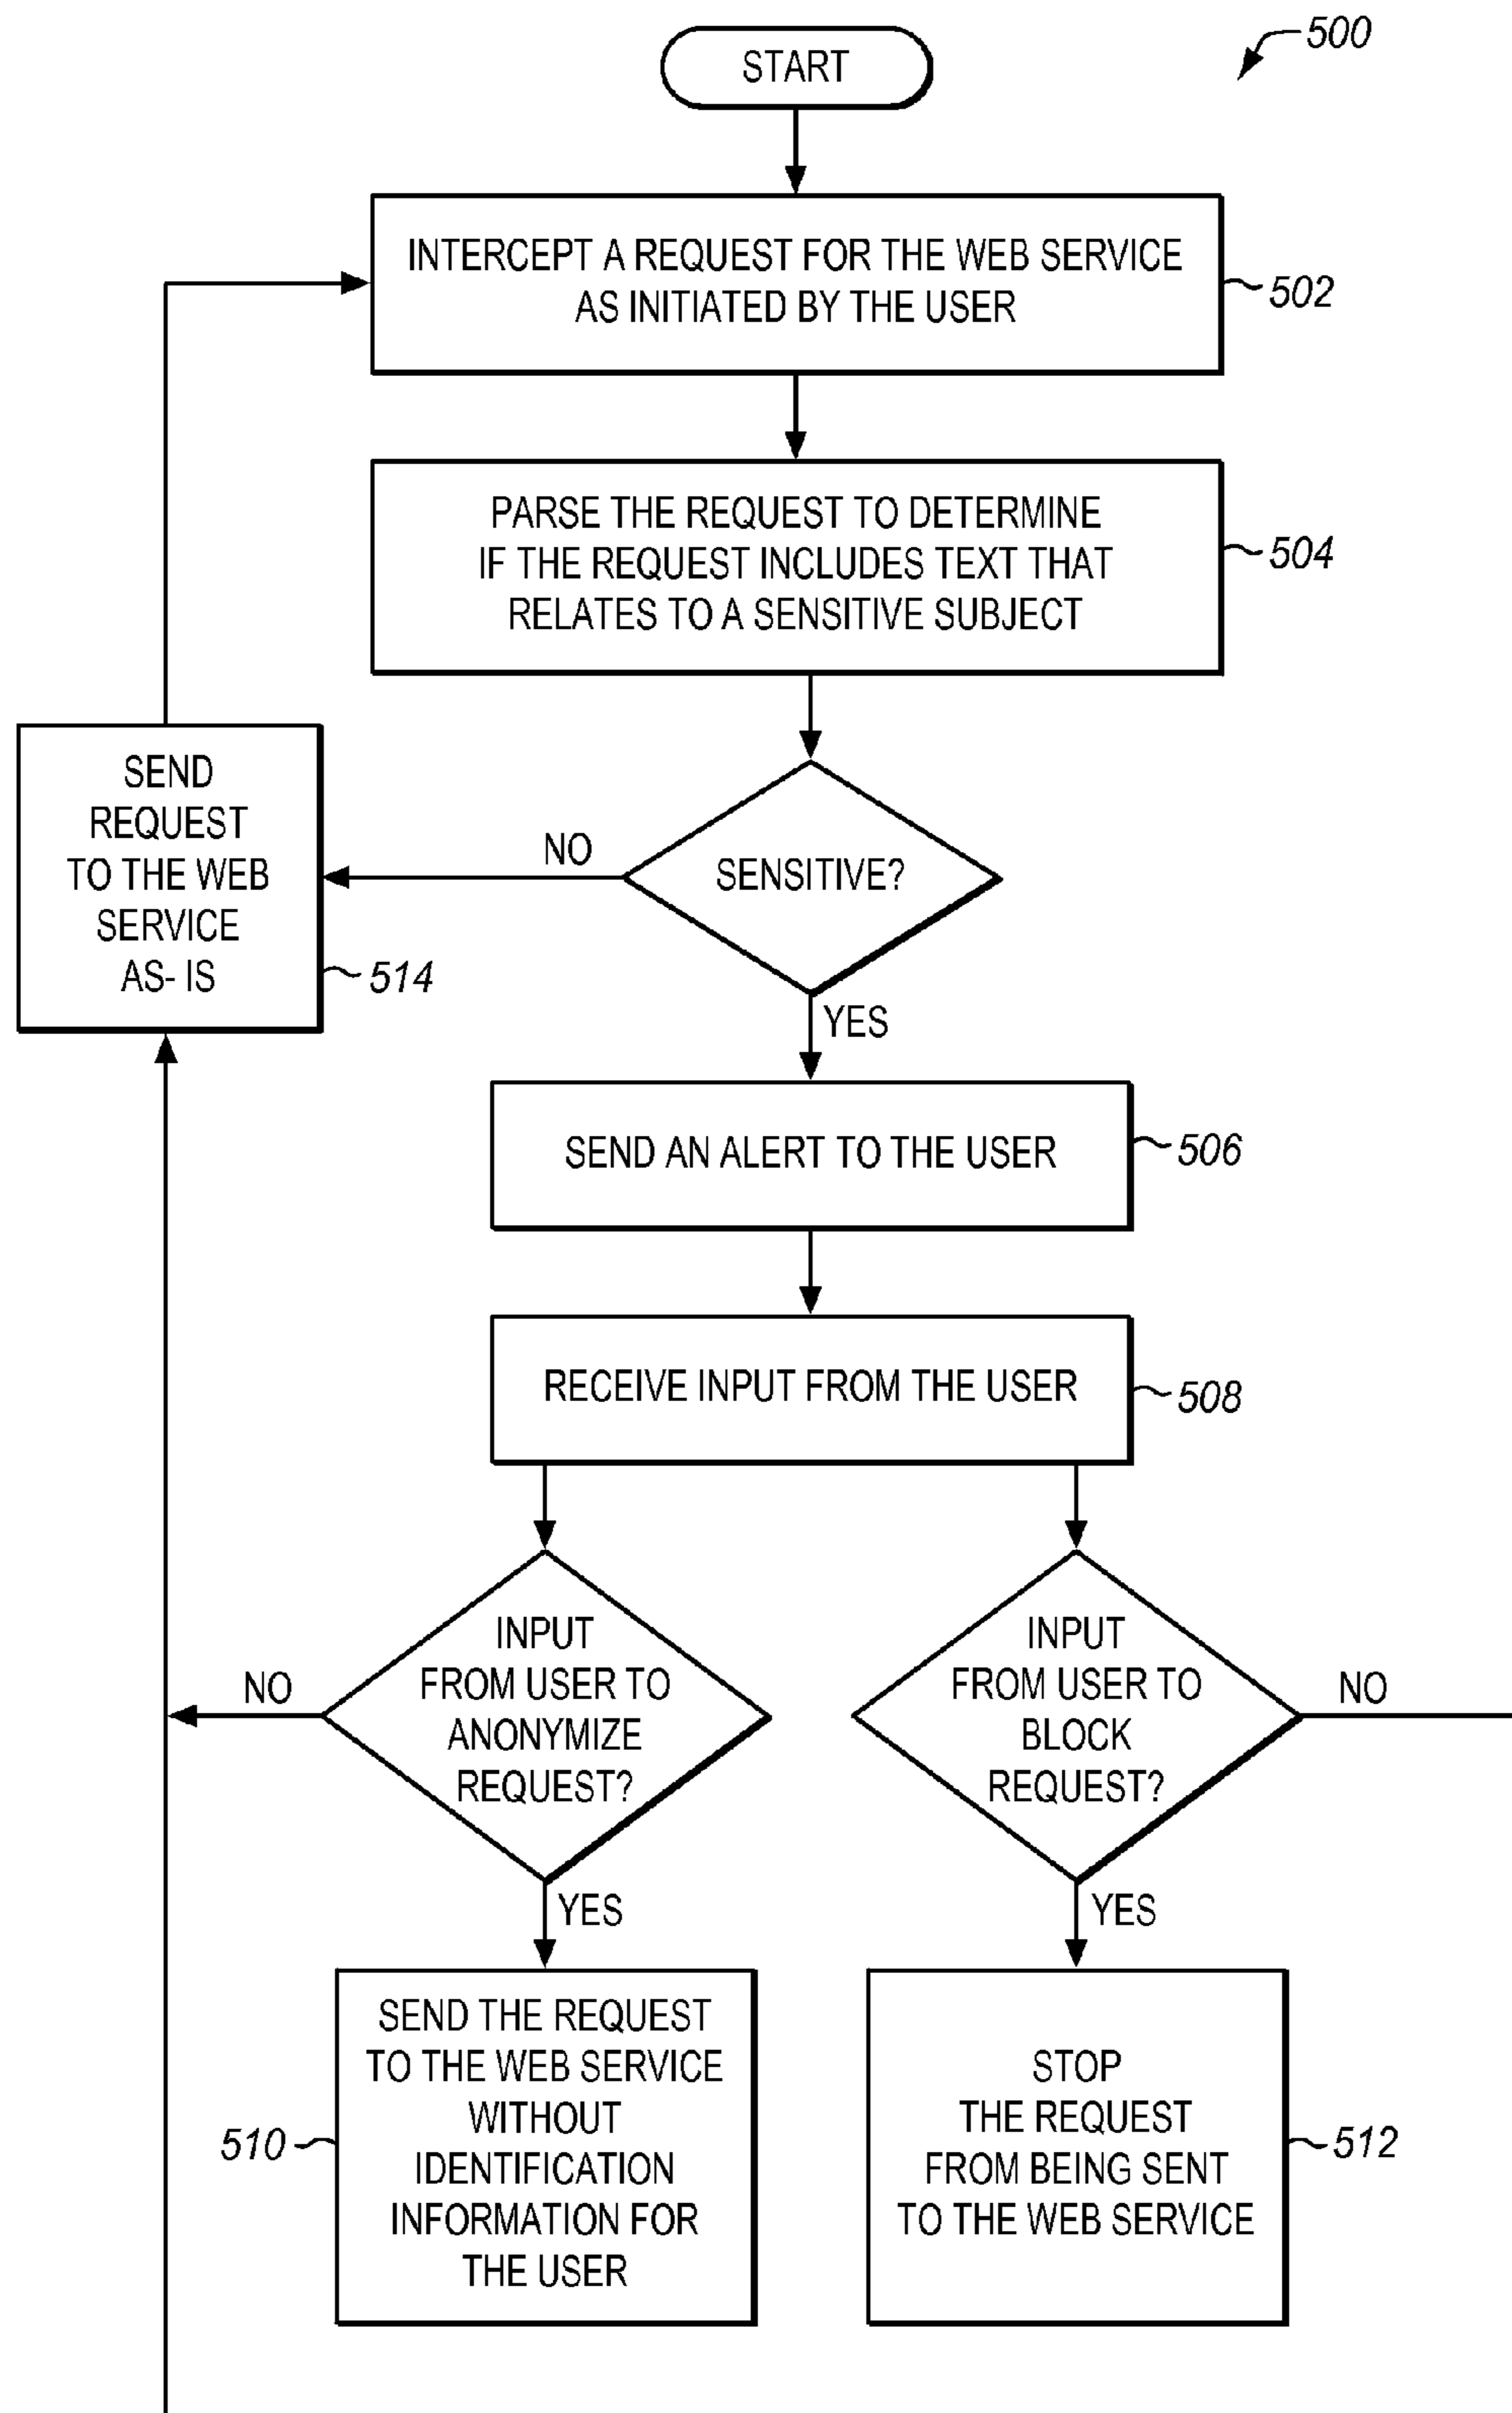 START
500
INTERCEPT A REQUEST FOR THE WEB SERVICE
AS INITIATED BY THE USER
502
PARSE THE REQUEST TO DETERMINE
IF THE REQUEST INCLUDES TEXT THAT
RELATES TO A SENSITIVE SUBJECT
504
SEND
REQUEST
TO THE WEB
SERVICE
AS- IS
514
NO
SENSITIVE?
YES
SEND AN ALERT TO THE USER
506
RECEIVE INPUT FROM THE USER
508
NO
INPUT
FROM USER TO
ANONYMIZE
REQUEST?
YES
INPUT
FROM USER TO
BLOCK
REQUEST?
NO
YES
SEND THE REQUEST
TO THE WEB SERVICE
WITHOUT
IDENTIFICATION
INFORMATION FOR
THE USER
510
STOP
THE REQUEST
FROM BEING SENT
TO THE WEB SERVICE
512